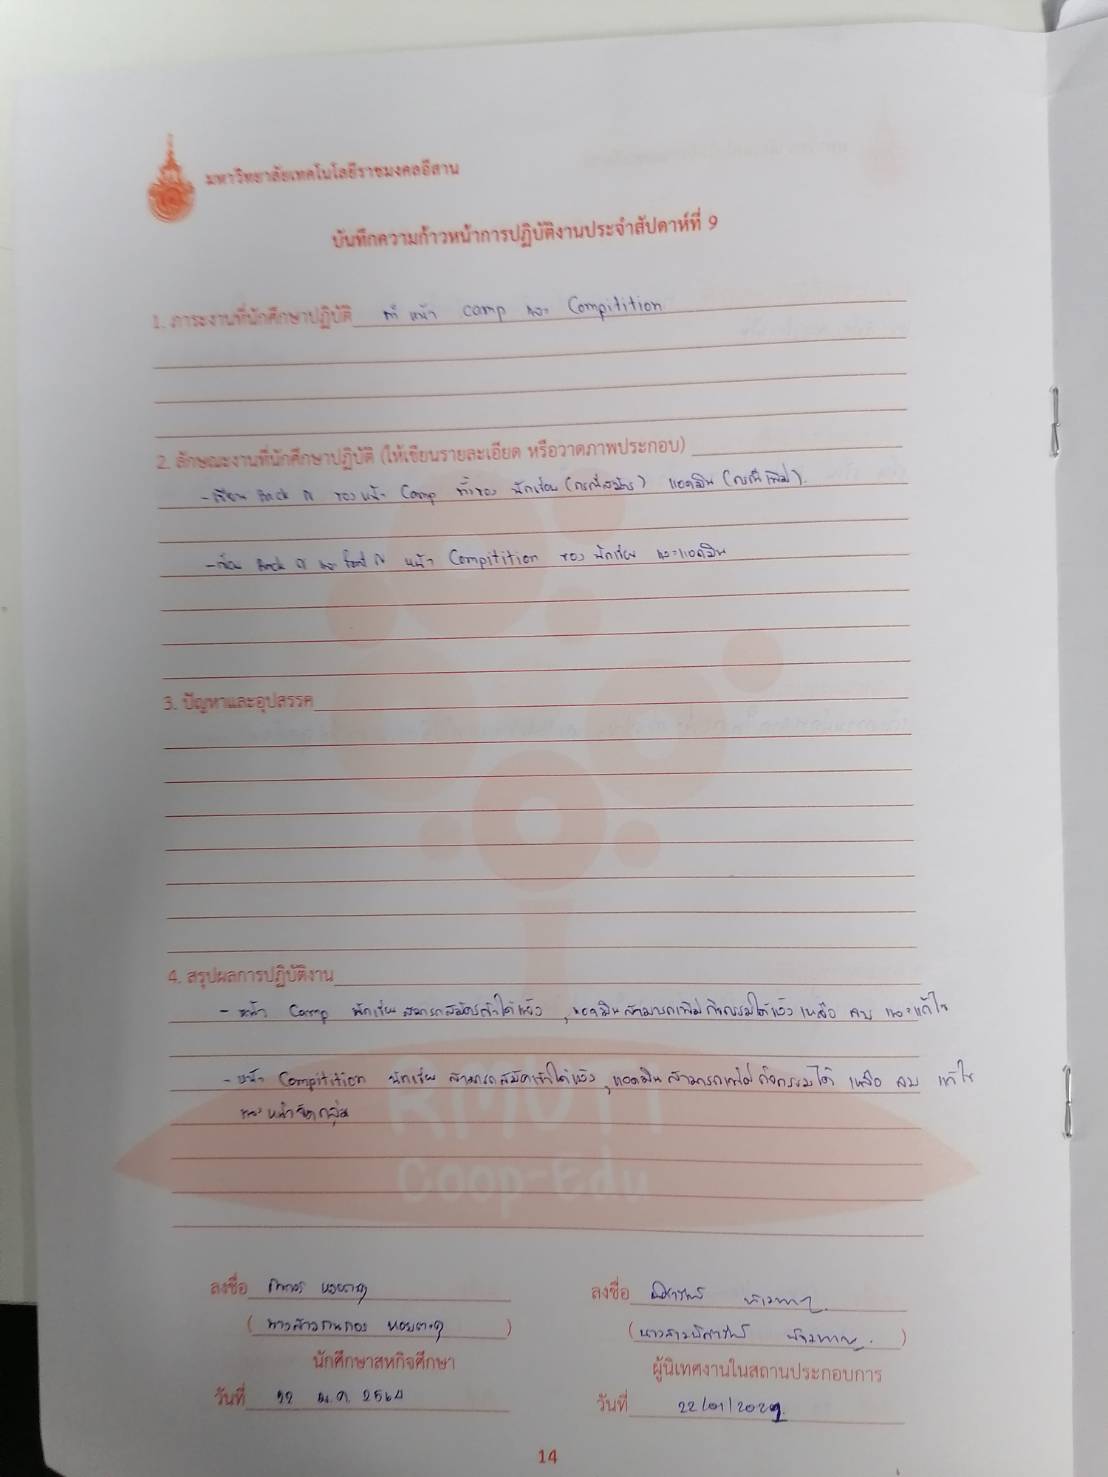 มหาวิทยาลัยเทคโนโลยีราชมงคลอีสาน
บันทึกความก้าวหน้าการปฏิบัติงานประจำสัปดาห์ที่ 9
1. ภาระงานที่นักศึกษาปฏิบัติ ทำ หน้า camp และ Compitition
2. ลักษณะงานที่นักศึกษาปฏิบัติ (ให้เขียนรายละเอียด หรือวาดภาพประกอบ)
- เขียน Back ของ หน้า Camp ทั้งของ นักเรียน (กรณีสมัคร) แอดมิน (กรณีเพิ่ม).
- เขียน Back และ หน้า Compitition ของ นักเรียน และแอดมิน
3. ปัญหาและอุปสรรค
4. สรุปผลการปฏิบัติงาน
- หน้า Camp นักเรียน สามารถสมัครเข้าได้แล้ว , แอดมินสามารถเพิ่มกิจกรรมได้แล้ว เหลือ ลบ และแก้ไข
- หน้า Compitition นักเรียน สามารถสมัครเข้าได้แล้ว , แอดมินสามารถเพิ่มกิจกรรมได้ เหลือ ลบ แก้ไข
และ หน้าจัดกลุ่ม
RMUTI
Coop-Edu
ลงชื่อ ลงชื่อ
(นางสาว ) (นางสาว )
นักศึกษาสหกิจศึกษา ผู้นิเทศงานในสถานประกอบการ
วันที่ 22 ม.ค. 2564 วันที่ 22/01/2021
14